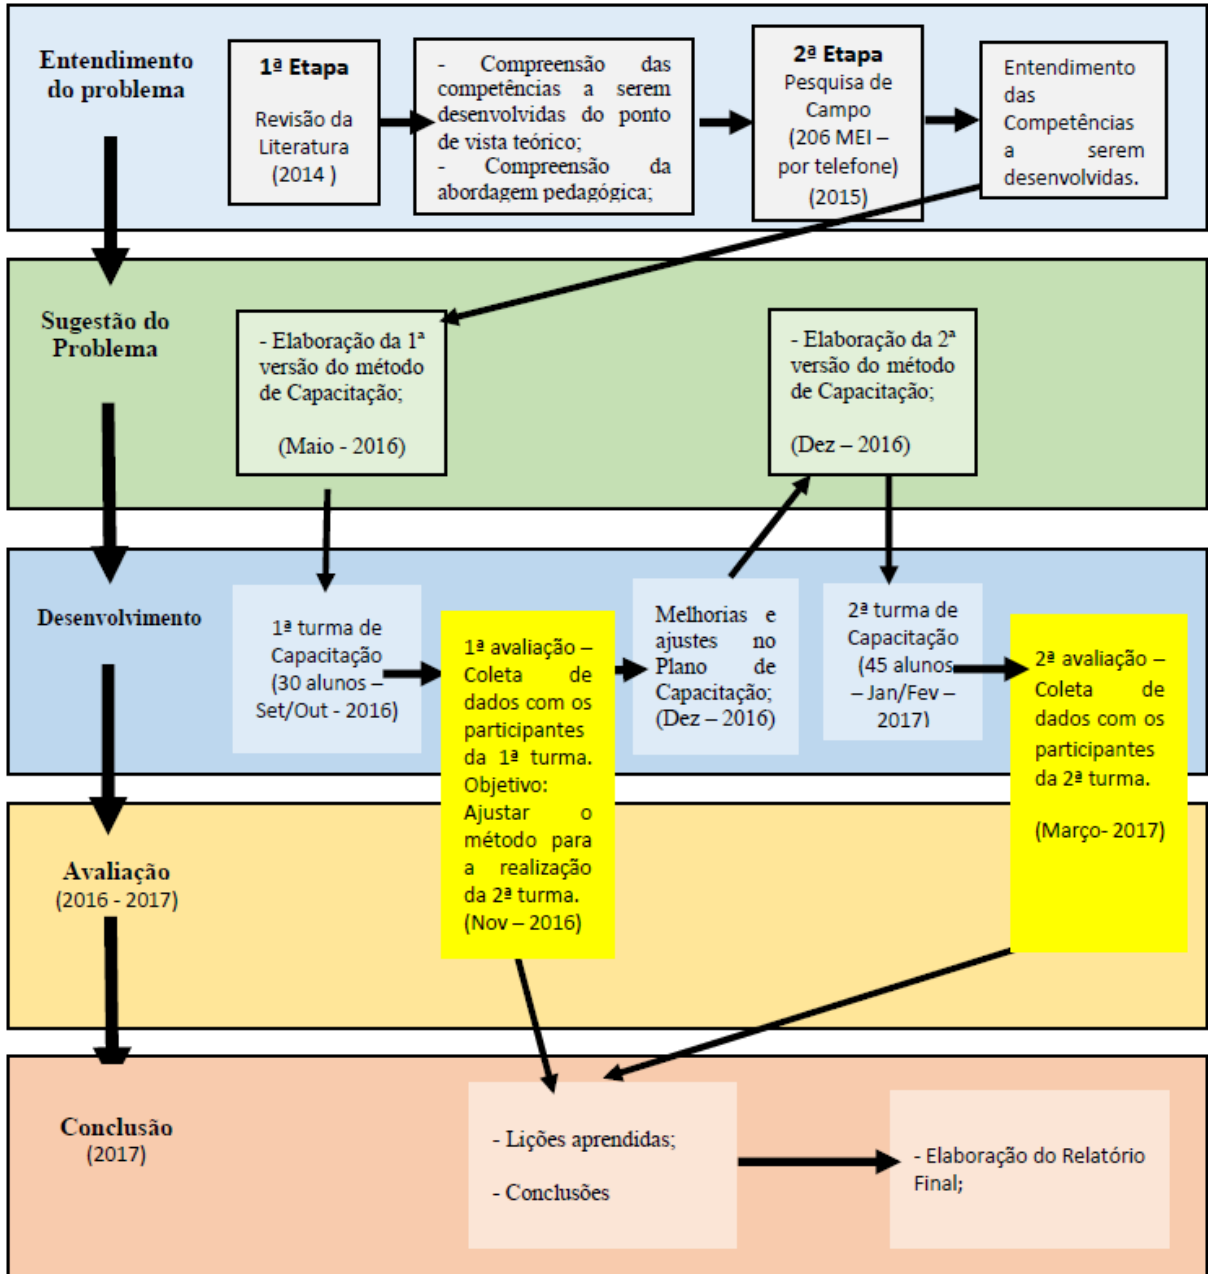 Entendimento
do problema
1ª Etapa
Revisão da
Literatura
(2014 )
- Compreensão das
competências a serem
desenvolvidas do ponto
de vista teórico;
- Compreensão da
abordagem pedagógica;
2ª Etapa
Pesquisa de
Campo
(206 MEI –
por telefone)
(2015)
Entendimento
das
Competências
a serem
desenvolvidas.
Sugestão do
Problema
- Elaboração da 1ª
versão do método
de Capacitação;
(Maio - 2016)
- Elaboração da 2ª
versão do método
de Capacitação;
(Dez – 2016)
Desenvolvimento
1ª turma de
Capacitação
(30 alunos –
Set/Out - 2016)
1ª avaliação –
Coleta de
dados com os
participantes
da 1ª turma.
Objetivo:
Ajustar o
método para
a realização
da 2ª turma.
(Nov – 2016)
Melhorias e
ajustes no
Plano de
Capacitação;
(Dez – 2016)
2ª turma de
Capacitação
(45 alunos
– Jan/Fev –
2017)
2ª avaliação –
Coleta de
dados com os
participantes
da 2ª turma.
(Março- 2017)
Avaliação
(2016 - 2017)
Conclusão
(2017)
- Lições aprendidas;
- Conclusões
- Elaboração do Relatório
Final;